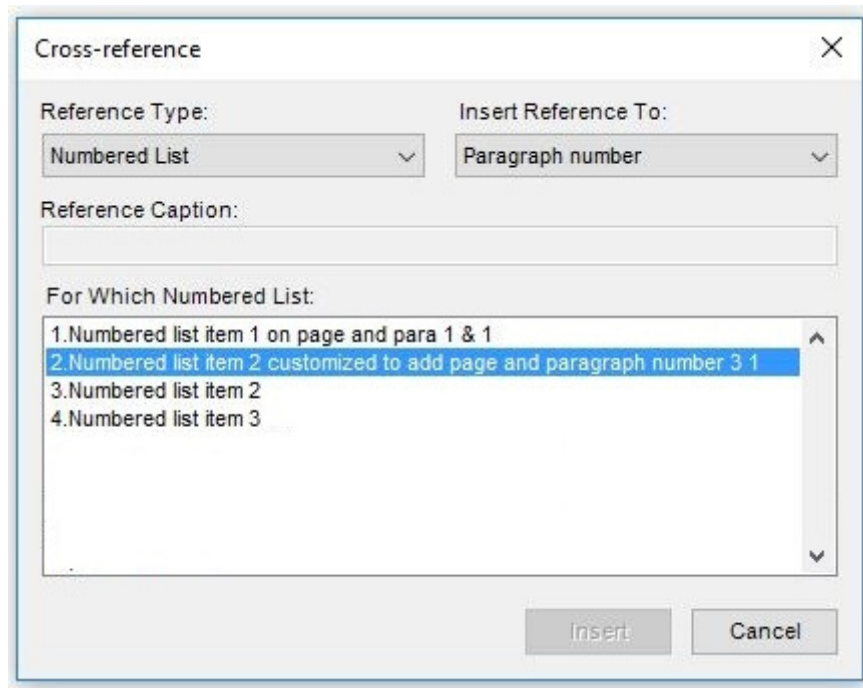 Cross-reference
Reference Type:
Insert Reference To:
Numbered List
Paragraph number
Reference Caption:
For Which Numbered List:
1.Numbered list item 1 on page and para 1 & 1
2.Numbered list item 2 customized to add page and paragraph number 3 1
3.Numbered list item 2
4.Numbered list item 3
Insert
Cancel